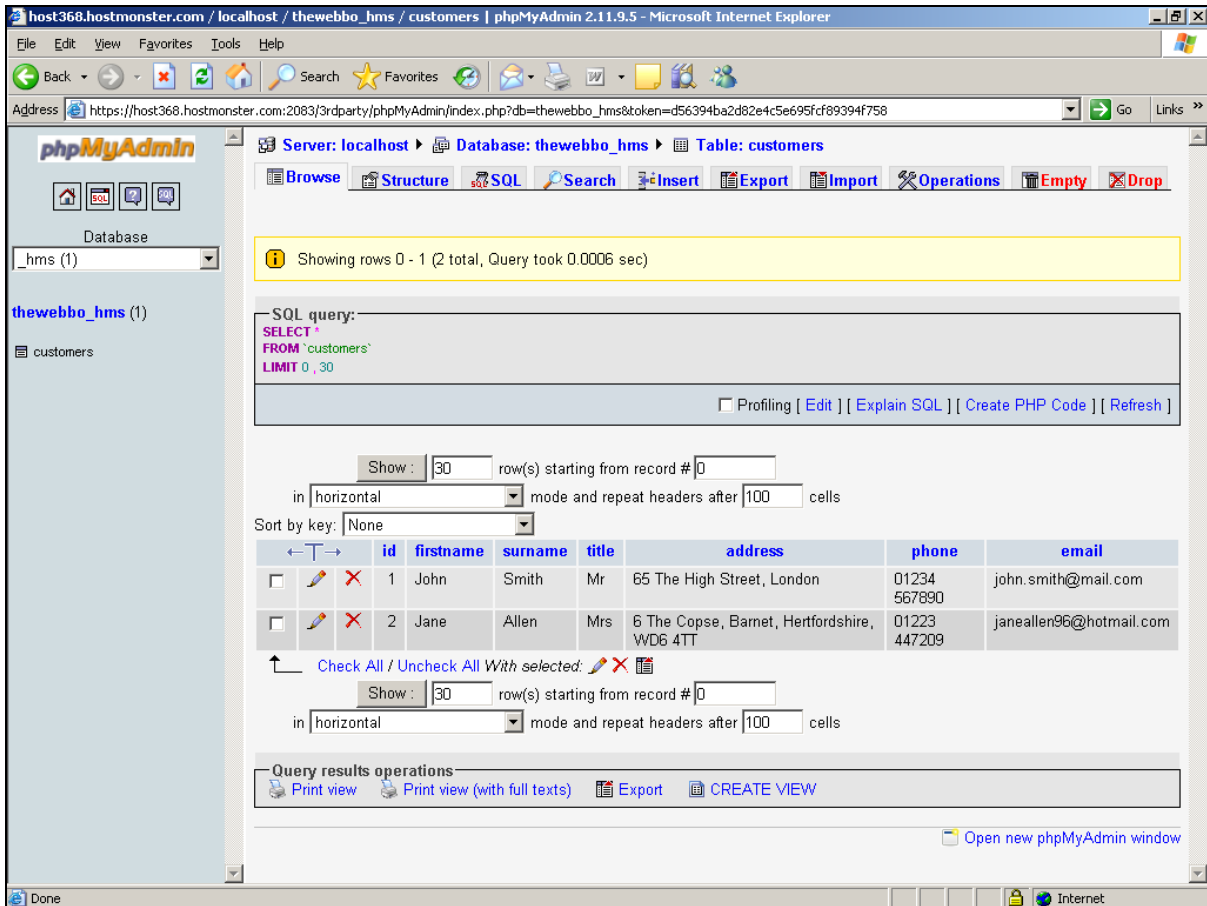 host368.hostmonster.com / localhost / thewebbo_hms / customers | phpMyAdmin 2.11.9.5 - Microsoft Internet Explorer
File Edit View Favorites Tools Help
Back Search Favorites
Address https://host368.hostmonster.com:2083/3rdparty/phpMyAdmin/index.php?db=thewebbo_hms&token=d56394ba2d82e4c5e695fcf89394f758 Go Links »
phpMyAdmin
SQL SQL
Database
_hms (1)
thewebbo_hms (1)
customers
Server: localhost Database: thewebbo_hms Table: customers
Browse Structure SQL Search Insert Export Import Operations Empty Drop
Showing rows 0 - 1 (2 total, Query took 0.0006 sec)
SQL query:
SELECT *
FROM `customers`
LIMIT 0 , 30
Profiling [ Edit ] [ Explain SQL ] [ Create PHP Code ] [ Refresh ]
Show : 30 row(s) starting from record # 0
in horizontal mode and repeat headers after 100 cells
Sort by key: None
←T→ id firstname surname title address phone email
1 John Smith Mr 65 The High Street, London 01234 567890 john.smith@mail.com
2 Jane Allen Mrs 6 The Copse, Barnet, Hertfordshire, WD6 4TT 01223 447209 janeallen96@hotmail.com
Check All / Uncheck All With selected:
Show : 30 row(s) starting from record # 0
in horizontal mode and repeat headers after 100 cells
Query results operations
Print view Print view (with full texts) Export CREATE VIEW
Open new phpMyAdmin window
Done Internet